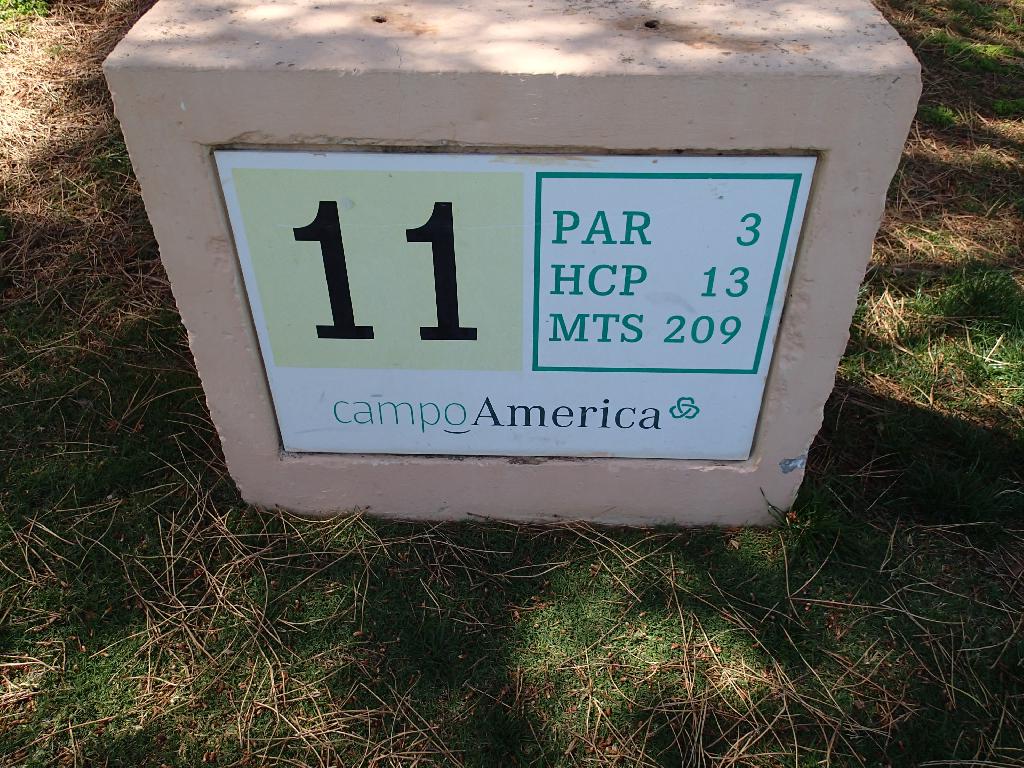 11
PAR 3
HCP 13
MTS 209
campoAmerica